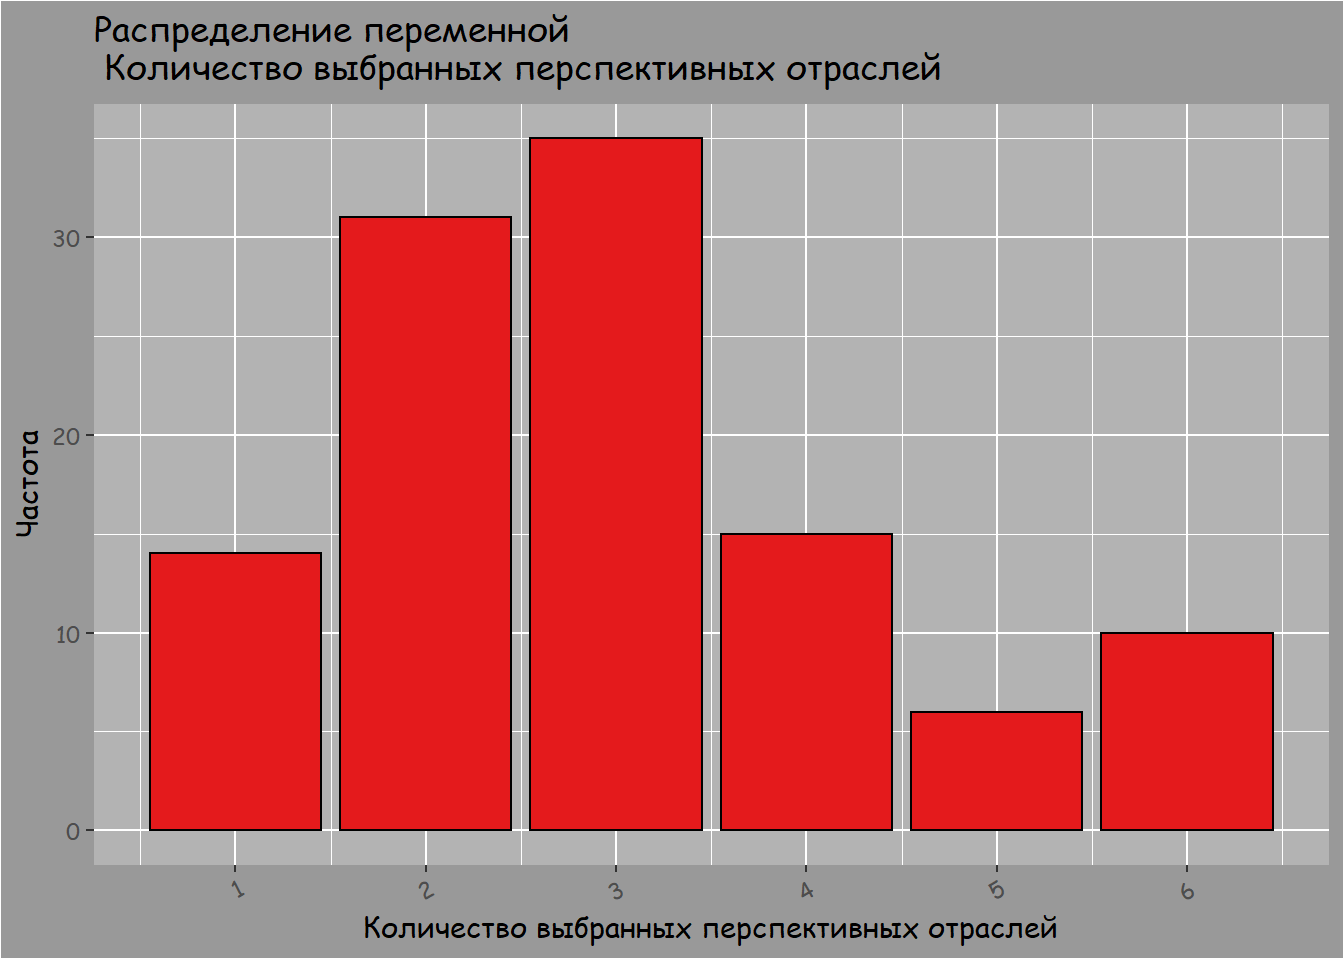 Распределение переменной
Количество выбранных перспективных отраслей
30
20
10
0
Частота
1
2
3
4
5
6
Количество выбранных перспективных отраслей